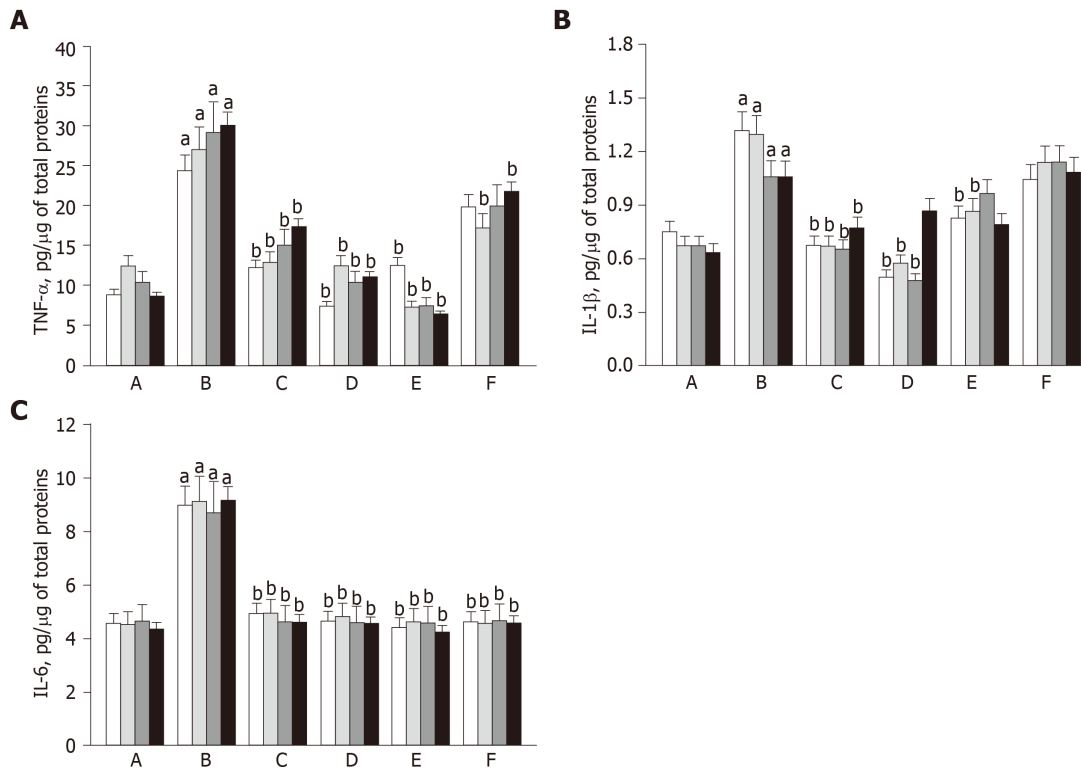 A
TNF-α, pg/μg of total proteins
40
35
30
25
20
15
10
5
0
a a a a
b b b b
b b b b
b b b b
b b
A B C D E F
B
IL-1β, pg/μg of total proteins
1.8
1.5
1.2
0.9
0.6
0.3
0.0
a a a a
b b b b
b b b
b b
A B C D E F
C
IL-6, pg/μg of total proteins
12
10
8
6
4
2
0
a a a a
b b b b
b b b b
b b b b
b b b b
A B C D E F